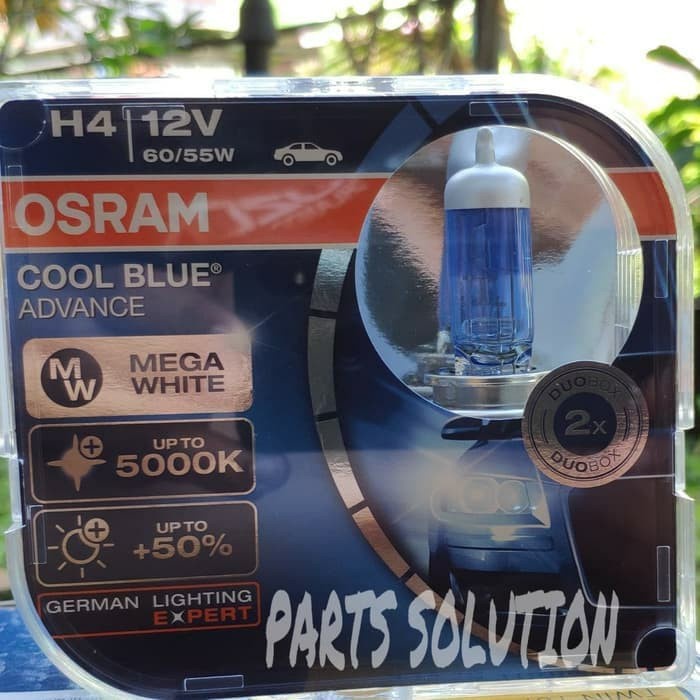 H4 12V
60/55W
OSRAM
COOL BLUE®
ADVANCE
MW
MEGA
WHITE
UP TO
5000K
UP TO
+50%
GERMAN LIGHTING
EXPERT
DUOBOX
2x
DUOBOX
PARTS SOLUTION